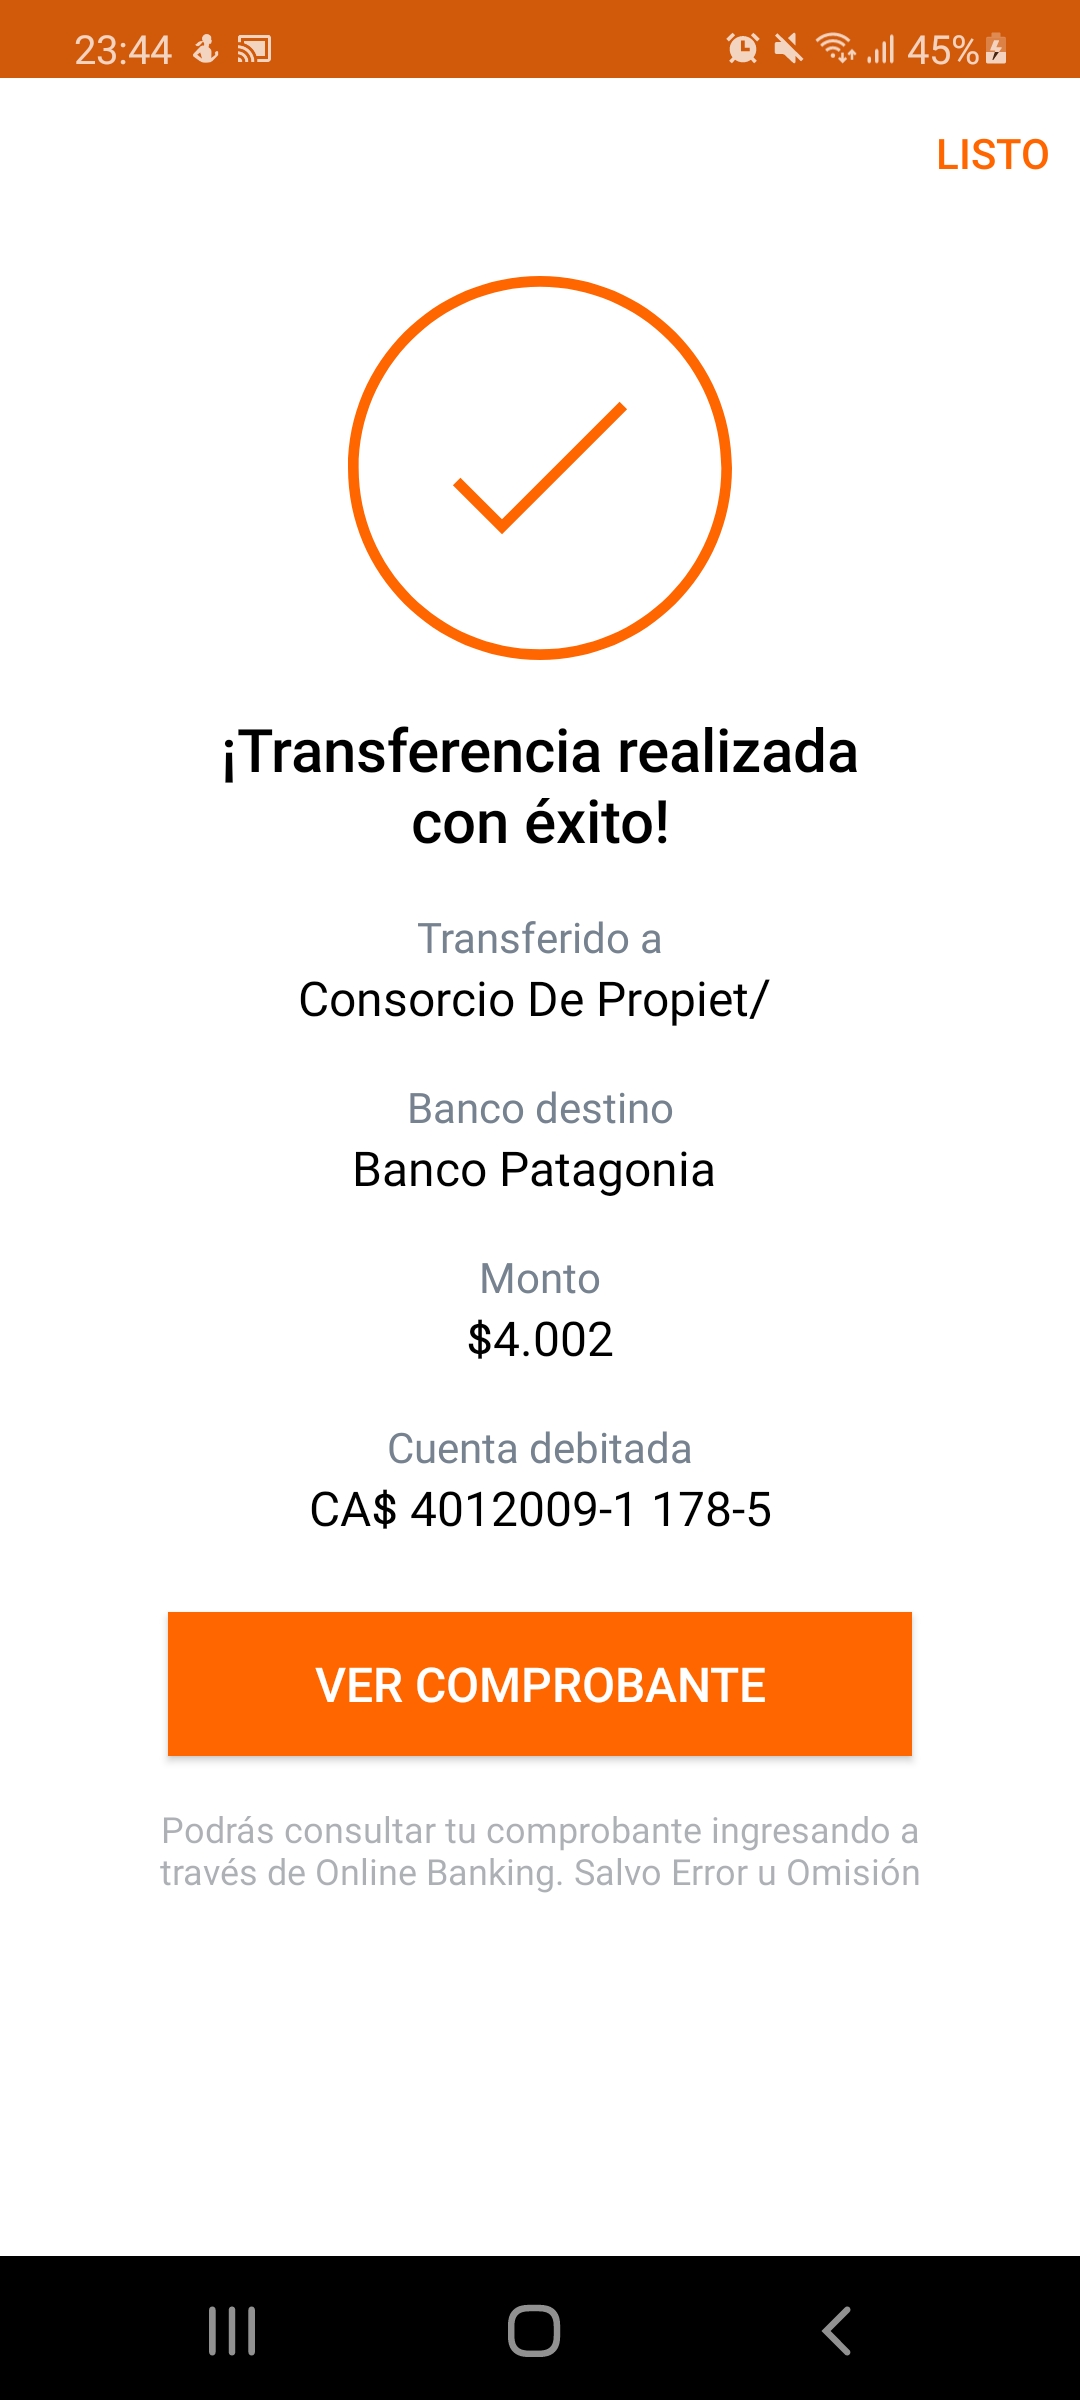 23:44
45%
LISTO
¡Transferencia realizada
con éxito!
Transferido a
Consorcio De Propiet/
Banco destino
Banco Patagonia
Monto
$4.002
Cuenta debitada
CA$ 4012009-1 178-5
VER COMPROBANTE
Podrás consultar tu comprobante ingresando a
través de Online Banking. Salvo Error u Omisión